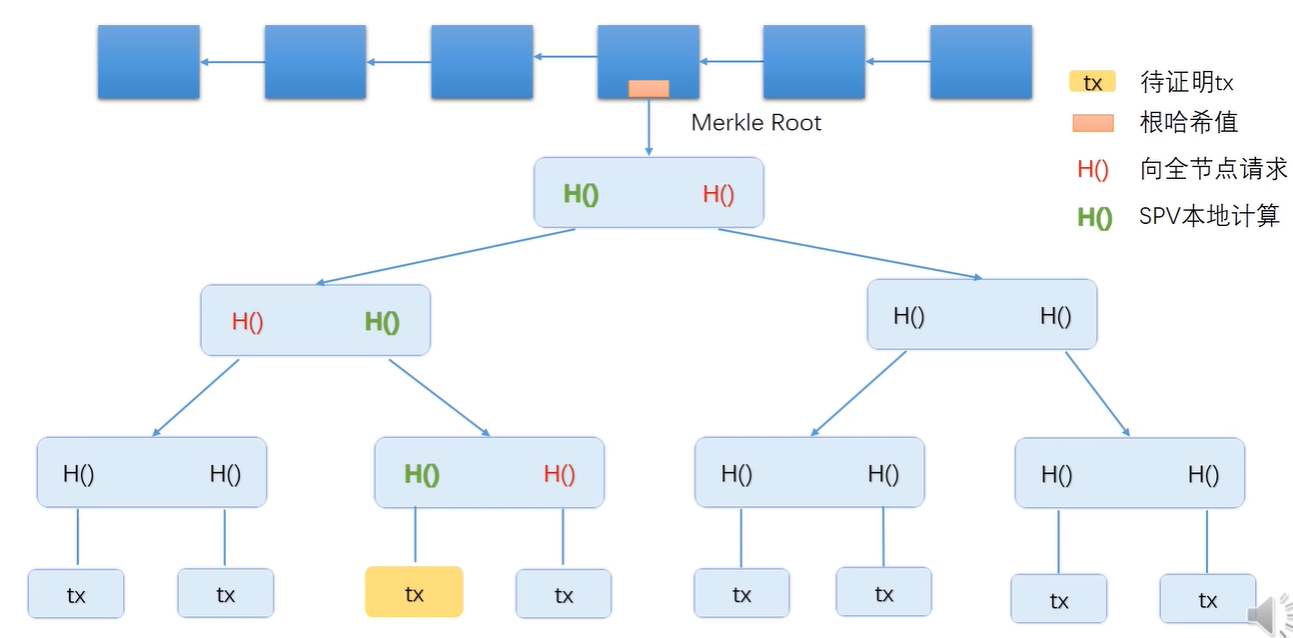 tx 待证明tx
Merkle Root 根哈希值
H() 向全节点请求
H() H()
H() SPV本地计算
H() H() H() H()
H() H() H() H() H() H() H() H()
tx tx tx tx tx tx tx tx